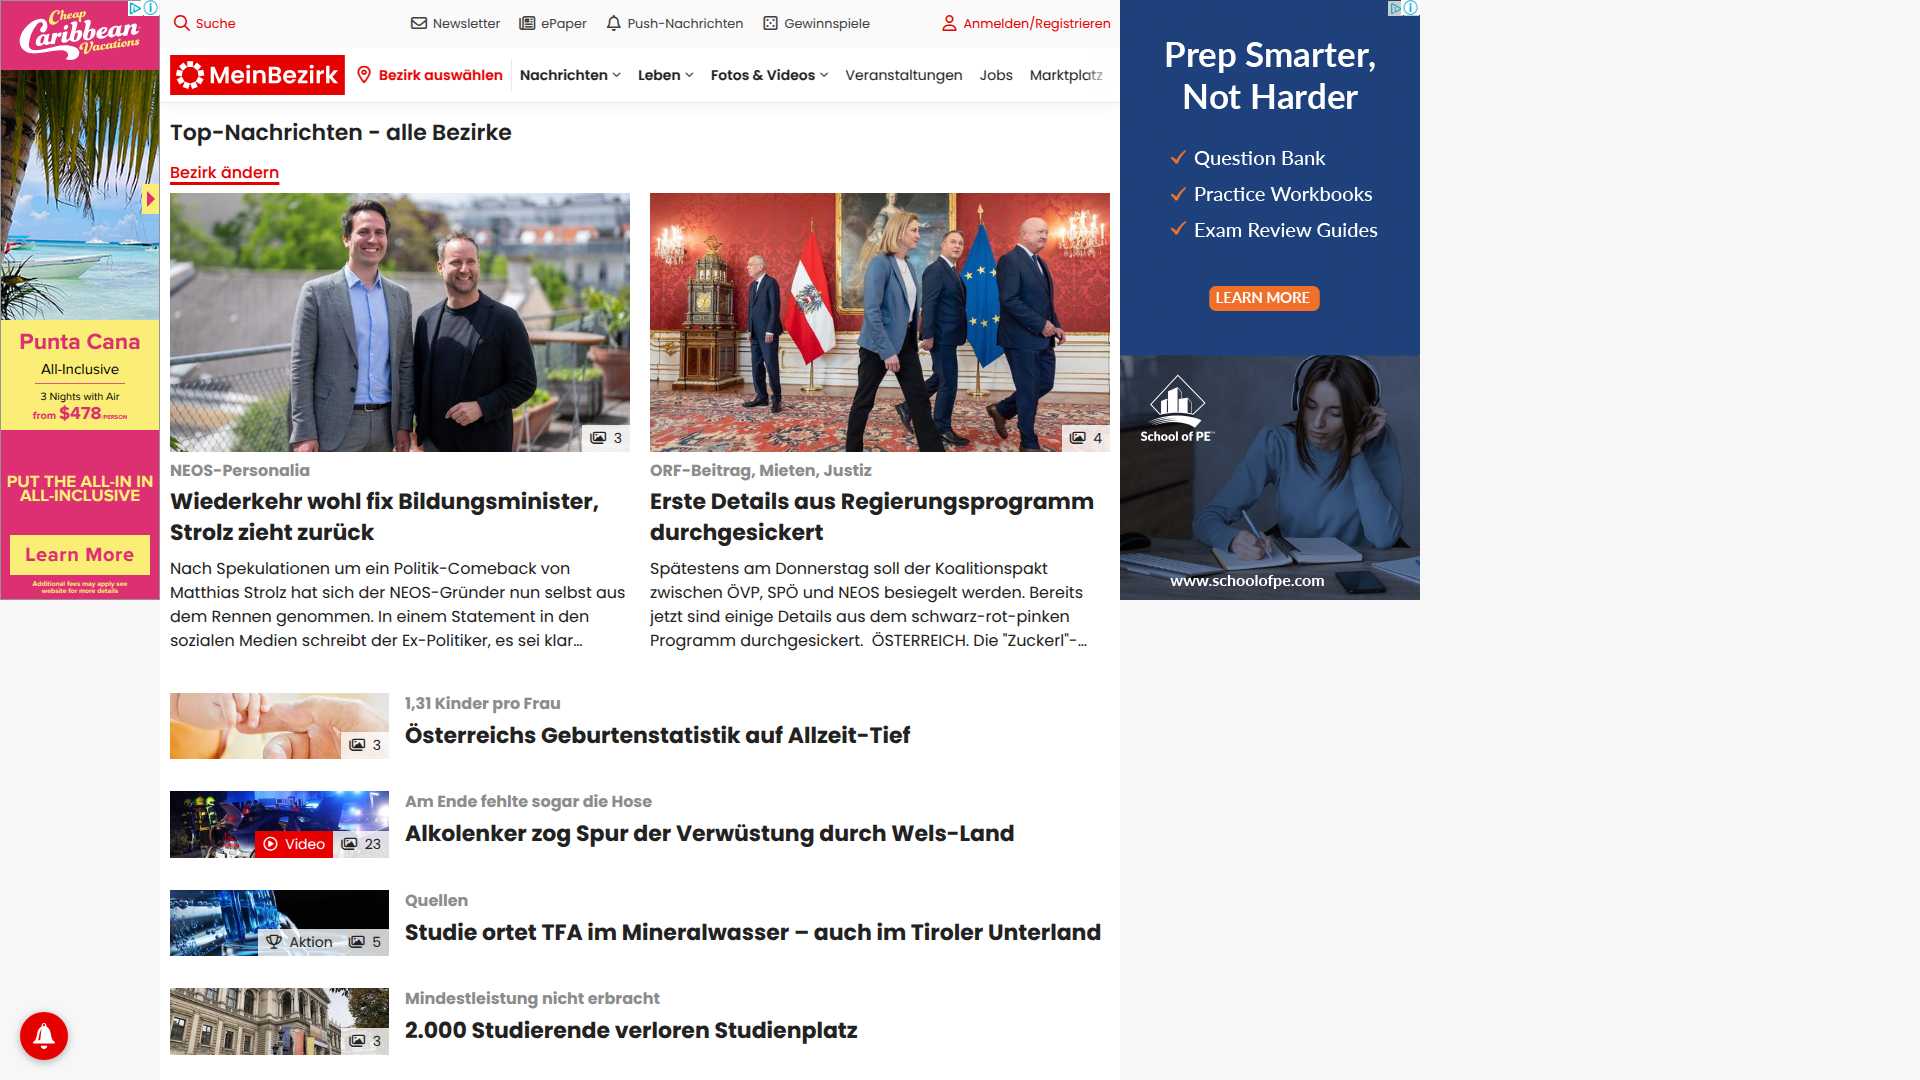 Cheap
Caribbean
Vacations
Punta Cana
All-Inclusive
3 Nights with Air
from $478 PERSON
PUT THE ALL-IN IN
ALL-INCLUSIVE
Learn More
Additional fees may apply see
website for more details
Suche
Newsletter
ePaper
Push-Nachrichten
Gewinnspiele
Anmelden/Registrieren
MeinBezirk
Bezirk auswählen
Nachrichten
Leben
Fotos & Videos
Veranstaltungen
Jobs
Marktplatz
Top-Nachrichten - alle Bezirke
Bezirk ändern
3
NEOS-Personalia
Wiederkehr wohl fix Bildungsminister,
Strolz zieht zurück
Nach Spekulationen um ein Politik-Comeback von
Matthias Strolz hat sich der NEOS-Gründer nun selbst aus
dem Rennen genommen. In einem Statement in den
sozialen Medien schreibt der Ex-Politiker, es sei klar...
4
ORF-Beitrag, Mieten, Justiz
Erste Details aus Regierungsprogramm
durchgesickert
Spätestens am Donnerstag soll der Koalitionspakt
zwischen ÖVP, SPÖ und NEOS besiegelt werden. Bereits
jetzt sind einige Details aus dem schwarz-rot-pinken
Programm durchgesickert. ÖSTERREICH. Die "Zuckerl"-...
3
1,31 Kinder pro Frau
Österreichs Geburtenstatistik auf Allzeit-Tief
Video
23
Am Ende fehlte sogar die Hose
Alkolenker zog Spur der Verwüstung durch Wels-Land
Aktion
5
Quellen
Studie ortet TFA im Mineralwasser – auch im Tiroler Unterland
3
Mindestleistung nicht erbracht
2.000 Studierende verloren Studienplatz
Prep Smarter,
Not Harder
Question Bank
Practice Workbooks
Exam Review Guides
LEARN MORE
School of PE
www.schoolofpe.com